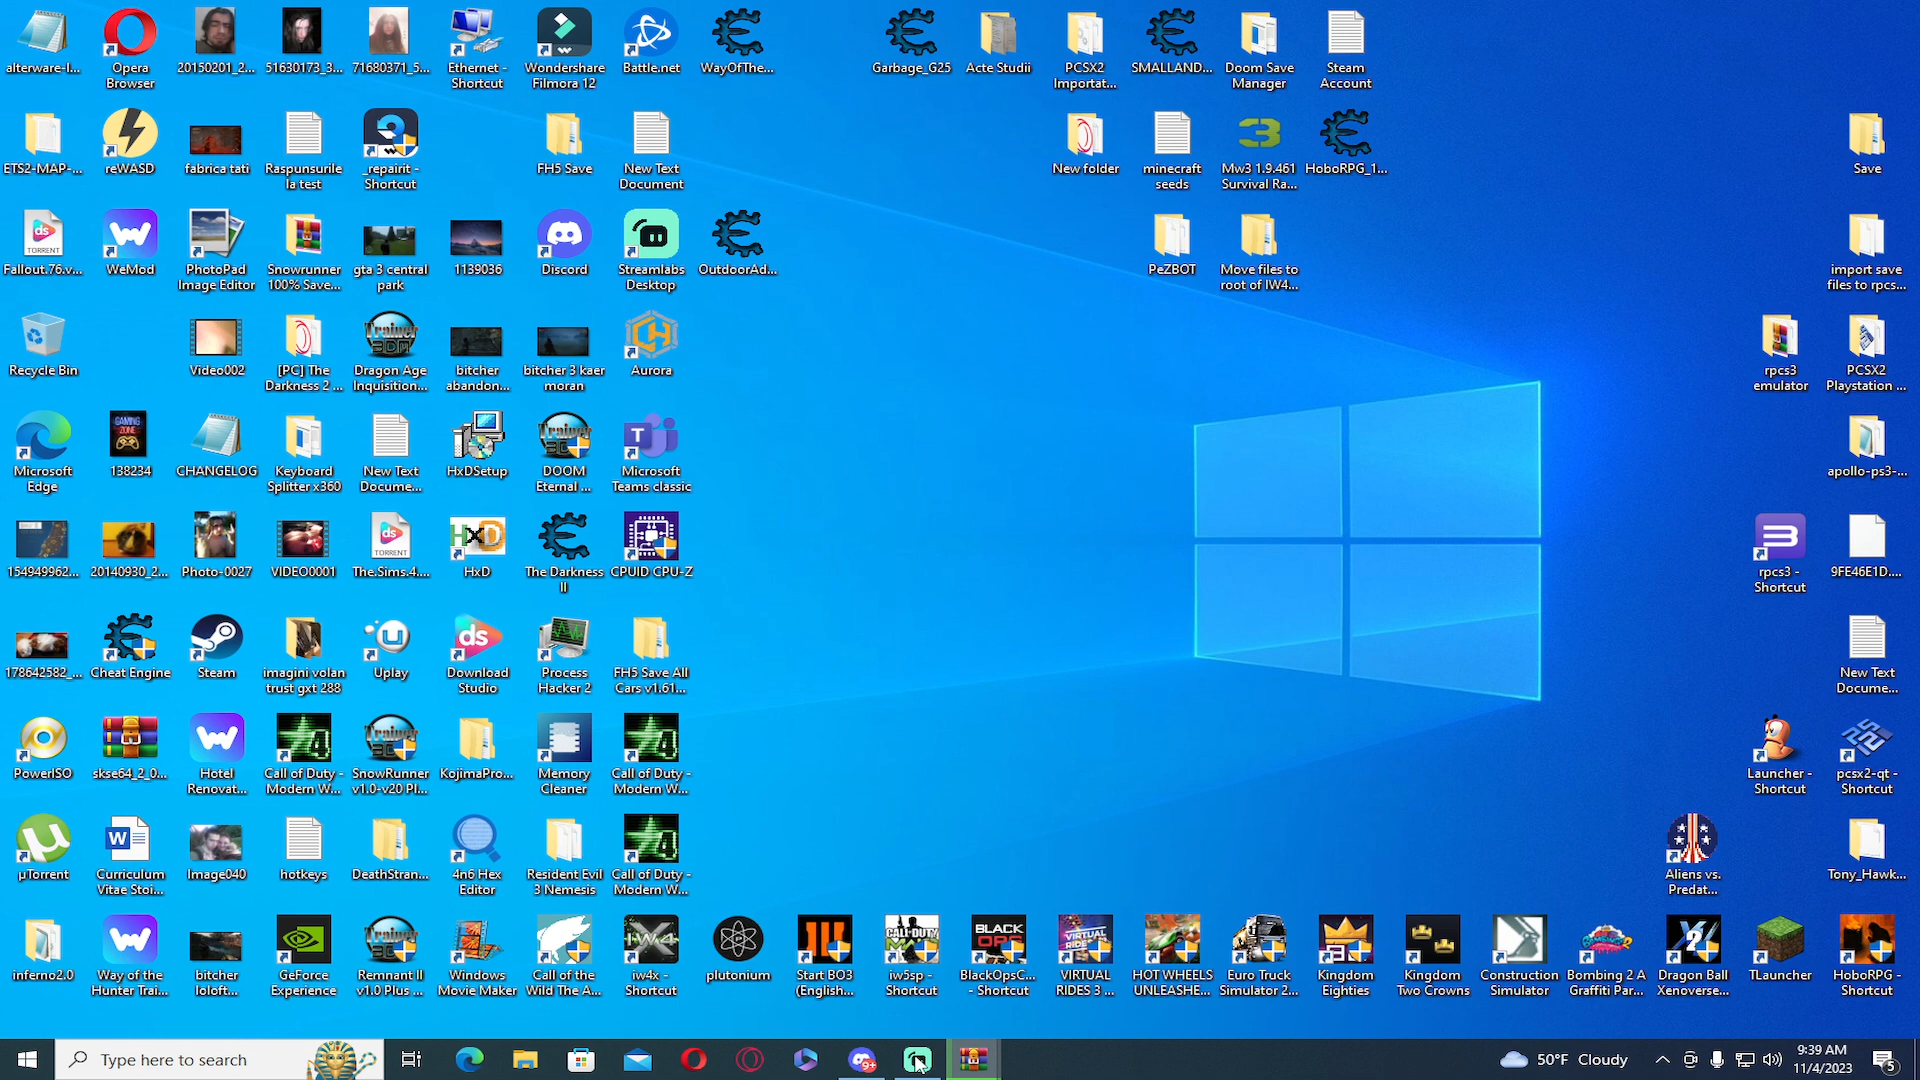 alterware-l...
Opera
Browser
20150201_2...
51630173_3...
71680371_5...
Ethernet -
Shortcut
Wondershare
Filmora 12
Battle.net
WayOfThe...
Garbage_G25
Acte Studii
PCSX2
Importat...
SMALLAND...
Doom Save
Manager
Steam
Account
ETS2-MAP-...
reWASD
fabrica tati
Raspunsurile
la test
_repairit -
Shortcut
FH5 Save
New Text
Document
New folder
minecraft
seeds
Mw3 1.9.461
Survival Ra...
HoboRPG_1...
Save
Fallout.76.v...
WeMod
PhotoPad
Image Editor
Snowrunner
100% Save...
gta 3 central
park
1139036
Discord
Streamlabs
Desktop
OutdoorAd...
PeZBOT
Move files to
root of IW4...
import save
files to rpcs...
Recycle Bin
Video002
[PC] The
Darkness 2 ...
Dragon Age
Inquisition...
bitcher
abandon...
bitcher 3 kaer
moran
Aurora
rpcs3
emulator
PCSX2
Playstation ...
Microsoft
Edge
138234
CHANGELOG
Keyboard
Splitter x360
New Text
Docume...
HxDSetup
DOOM
Eternal ...
Microsoft
Teams classic
apollo-ps3-...
154949962...
20140930_2...
Photo-0027
VIDEO0001
The.Sims.4....
HxD
The Darkness
II
CPUID CPU-Z
rpcs3 -
Shortcut
9FE46E1D....
178642582_...
Cheat Engine
Steam
imagini volan
trust gxt 288
Uplay
Download
Studio
Process
Hacker 2
FH5 Save All
Cars v1.61...
New Text
Docume...
PowerISO
skse64_2_0...
Hotel
Renovat...
Call of Duty -
Modern W...
SnowRunner
v1.0-v20 Pl...
KojimaPro...
Memory
Cleaner
Call of Duty -
Modern W...
Launcher -
Shortcut
pcsx2-qt -
Shortcut
µTorrent
Curriculum
Vitae Stoi...
Image040
hotkeys
DeathStran...
4n6 Hex
Editor
Resident Evil
3 Nemesis
Call of Duty -
Modern W...
Aliens vs.
Predat...
Tony_Hawk...
inferno2.0
Way of the
Hunter Trai...
bitcher
loloft...
GeForce
Experience
Remnant II
v1.0 Plus ...
Windows
Movie Maker
Call of the
Wild The A...
iw4x -
Shortcut
plutonium
Start BO3
(English...
iw5sp -
Shortcut
BlackOpsC...
- Shortcut
VIRTUAL
RIDES 3 ...
HOT WHEELS
UNLEASHE...
Euro Truck
Simulator 2...
Kingdom
Eighties
Kingdom
Two Crowns
Construction
Simulator
Bombing 2 A
Graffiti Par...
Dragon Ball
Xenoverse...
TLauncher
HoboRPG -
Shortcut
Type here to search
50°F Cloudy
9:39 AM
11/4/2023
5